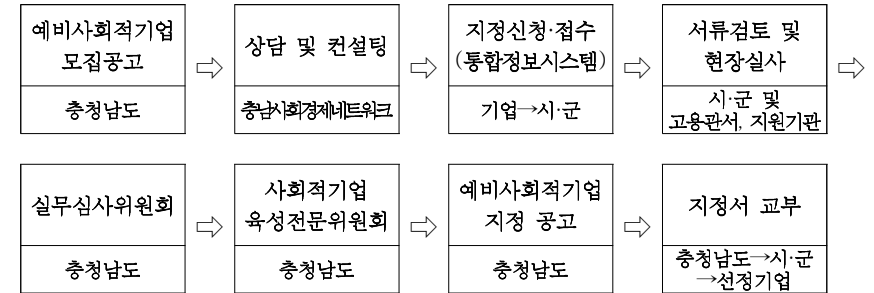 예비사회적기업
모집공고
충청남도
⇨
상담 및 컨설팅
충남사회경제네트워크
⇨
지정신청·접수
(통합정보시스템)
기업→시·군
⇨
서류검토 및
현장실사
시·군 및
고용관서, 지원기관
⇨
실무심사위원회
충청남도
⇨
사회적기업
육성전문위원회
충청남도
⇨
예비사회적기업
지정 공고
충청남도
⇨
지정서 교부
충청남도→시·군
→선정기업